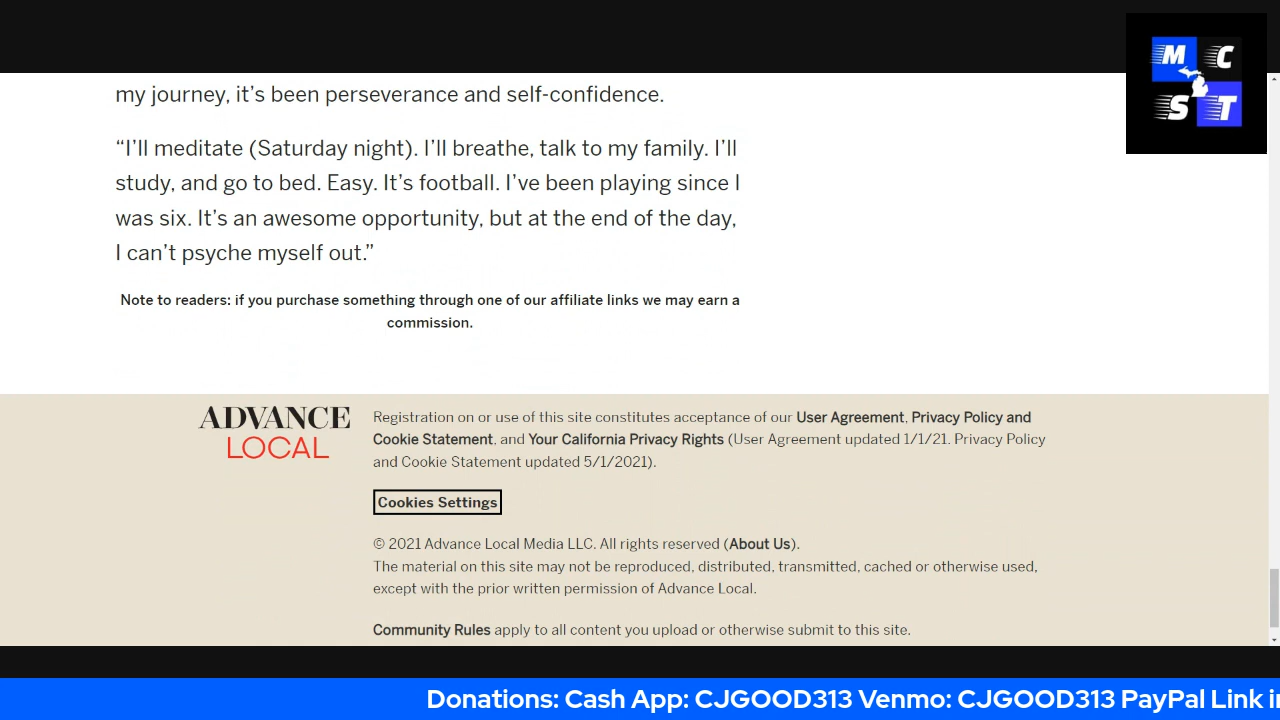 M C
S T
my journey, it’s been perseverance and self-confidence.
“I’ll meditate (Saturday night). I’ll breathe, talk to my family. I’ll
study, and go to bed. Easy. It’s football. I’ve been playing since I
was six. It’s an awesome opportunity, but at the end of the day,
I can’t psyche myself out.”
Note to readers: if you purchase something through one of our affiliate links we may earn a
commission.
ADVANCE
LOCAL
Registration on or use of this site constitutes acceptance of our User Agreement, Privacy Policy and
Cookie Statement, and Your California Privacy Rights (User Agreement updated 1/1/21. Privacy Policy
and Cookie Statement updated 5/1/2021).
Cookies Settings
© 2021 Advance Local Media LLC. All rights reserved (About Us).
The material on this site may not be reproduced, distributed, transmitted, cached or otherwise used,
except with the prior written permission of Advance Local.
Community Rules apply to all content you upload or otherwise submit to this site.
Donations: Cash App: CJGOOD313 Venmo: CJGOOD313 PayPal Link i